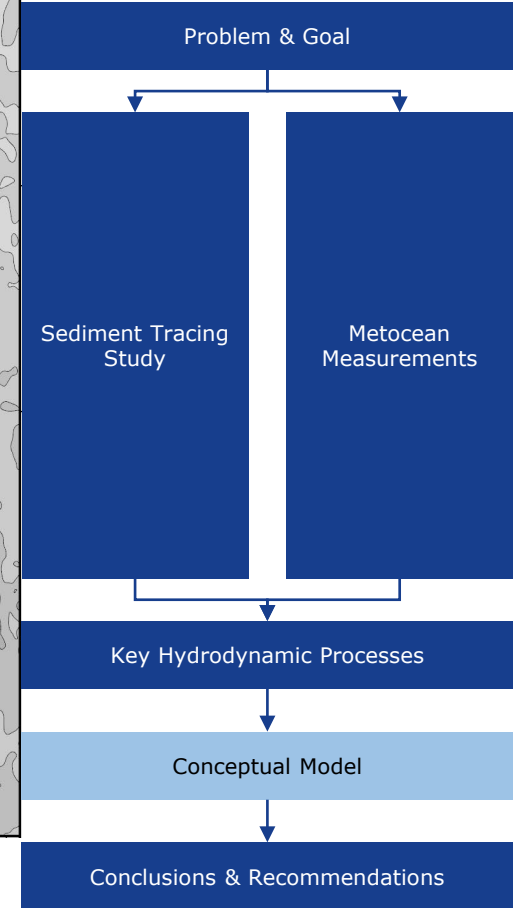 Problem & Goal
Sediment Tracing
Study
Metocean
Measurements
Key Hydrodynamic Processes
Conceptual Model
Conclusions & Recommendations